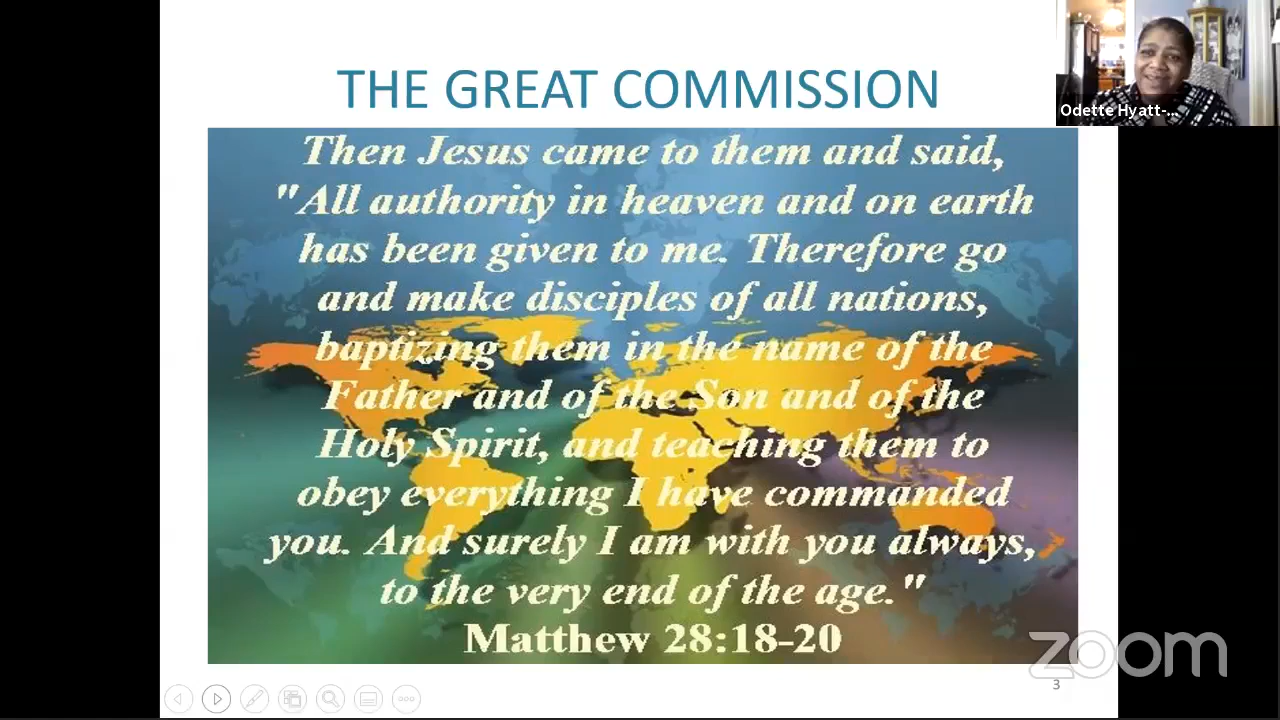 THE GREAT COMMISSION
Odette Hyatt-...
Then Jesus came to them and said,
"All authority in heaven and on earth
has been given to me. Therefore go
and make disciples of all nations,
baptizing them in the name of the
Father and of the Son and of the
Holy Spirit, and teaching them to
obey everything I have commanded
you. And surely I am with you always,
to the very end of the age."
Matthew 28:18-20
zoom
3